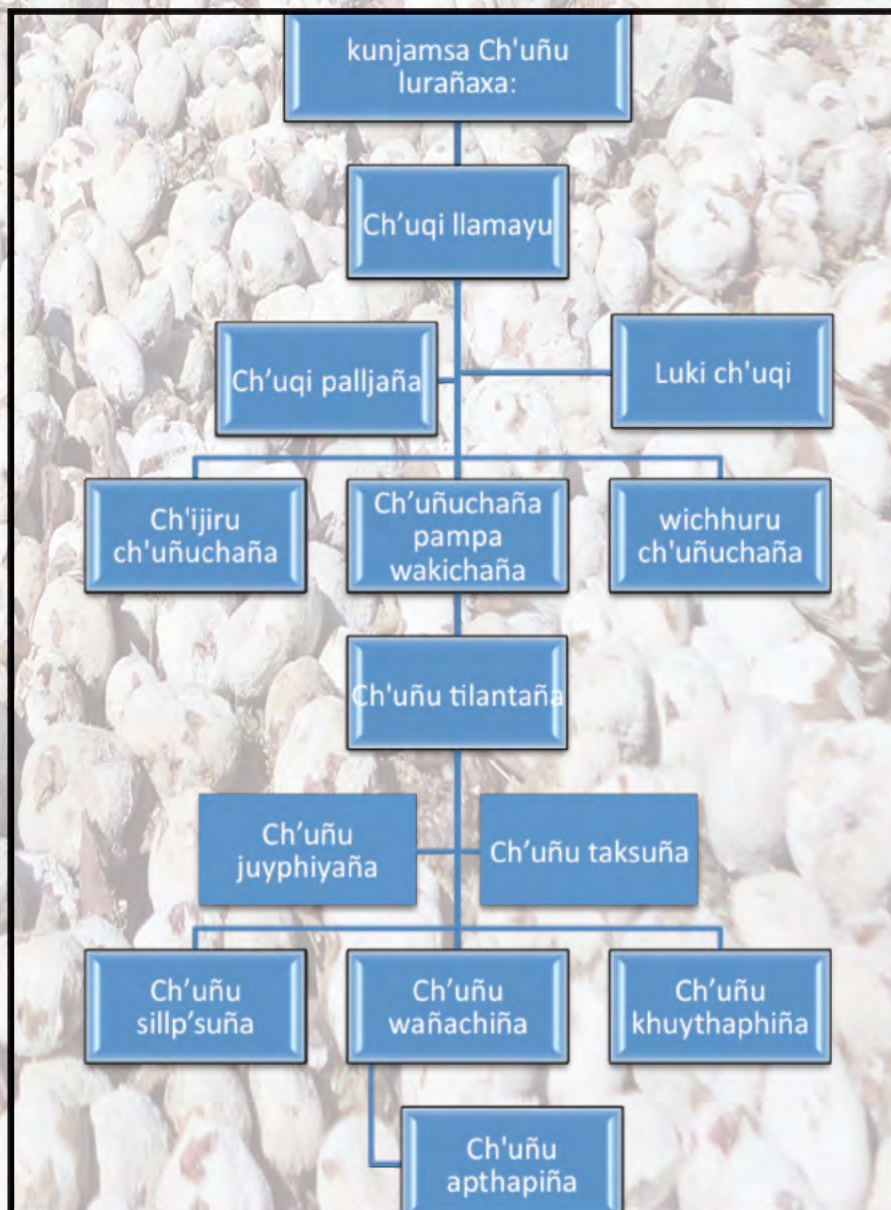 kunjamsa Ch'uñu
lurañaxa:
Ch’uqi llamayu
Ch’uqi palljaña
Luki ch'uqi
Ch'ijiru
ch'uñuchaña
Ch’uñuchaña
pampa
wakichaña
wichhuru
ch'uñuchaña
Ch'uñu tilantaña
Ch’uñu
juyphiyaña
Ch’uñu taksuña
Ch’uñu
sillp’suña
Ch’uñu
wañachiña
Ch’uñu
khuythaphiña
Ch'uñu
apthapiña